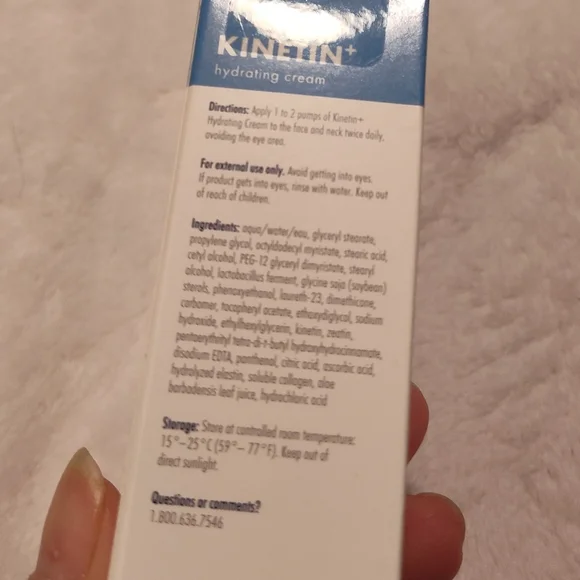 KINETIN+
hydrating cream
Directions: Apply 1 to 2 pumps of Kinetin+
Hydrating Cream to the face and neck twice daily,
avoiding the eye area.
For external use only. Avoid getting into eyes.
If product gets into eyes, rinse with water. Keep out
of reach of children.
Ingredients: aqua/water/eau, glyceryl stearate,
propylene glycol, octyldodecyl myristate, stearic acid,
cetyl alcohol, PEG-12 glyceryl dimyristate, stearyl
alcohol, lactobacillus ferment, glycine soja (soybean)
sterols, phenoxyethanol, laureth-23, dimethicone,
carbomer, tocopheryl acetate, ethoxydiglycol, sodium
hydroxide, ethylhexylglycerin, kinetin, zeatin,
pentaerythrityl tetra-di-t-butyl hydroxyhydrocinnamate,
disodium EDTA, panthenol, citric acid, ascorbic acid,
hydrolyzed elastin, soluble collagen, aloe
barbadensis leaf juice, hydrochloric acid
Storage: Store at controlled room temperature:
15°–25°C (59°– 77°F). Keep out of
direct sunlight.
Questions or comments?
1.800.636.7546